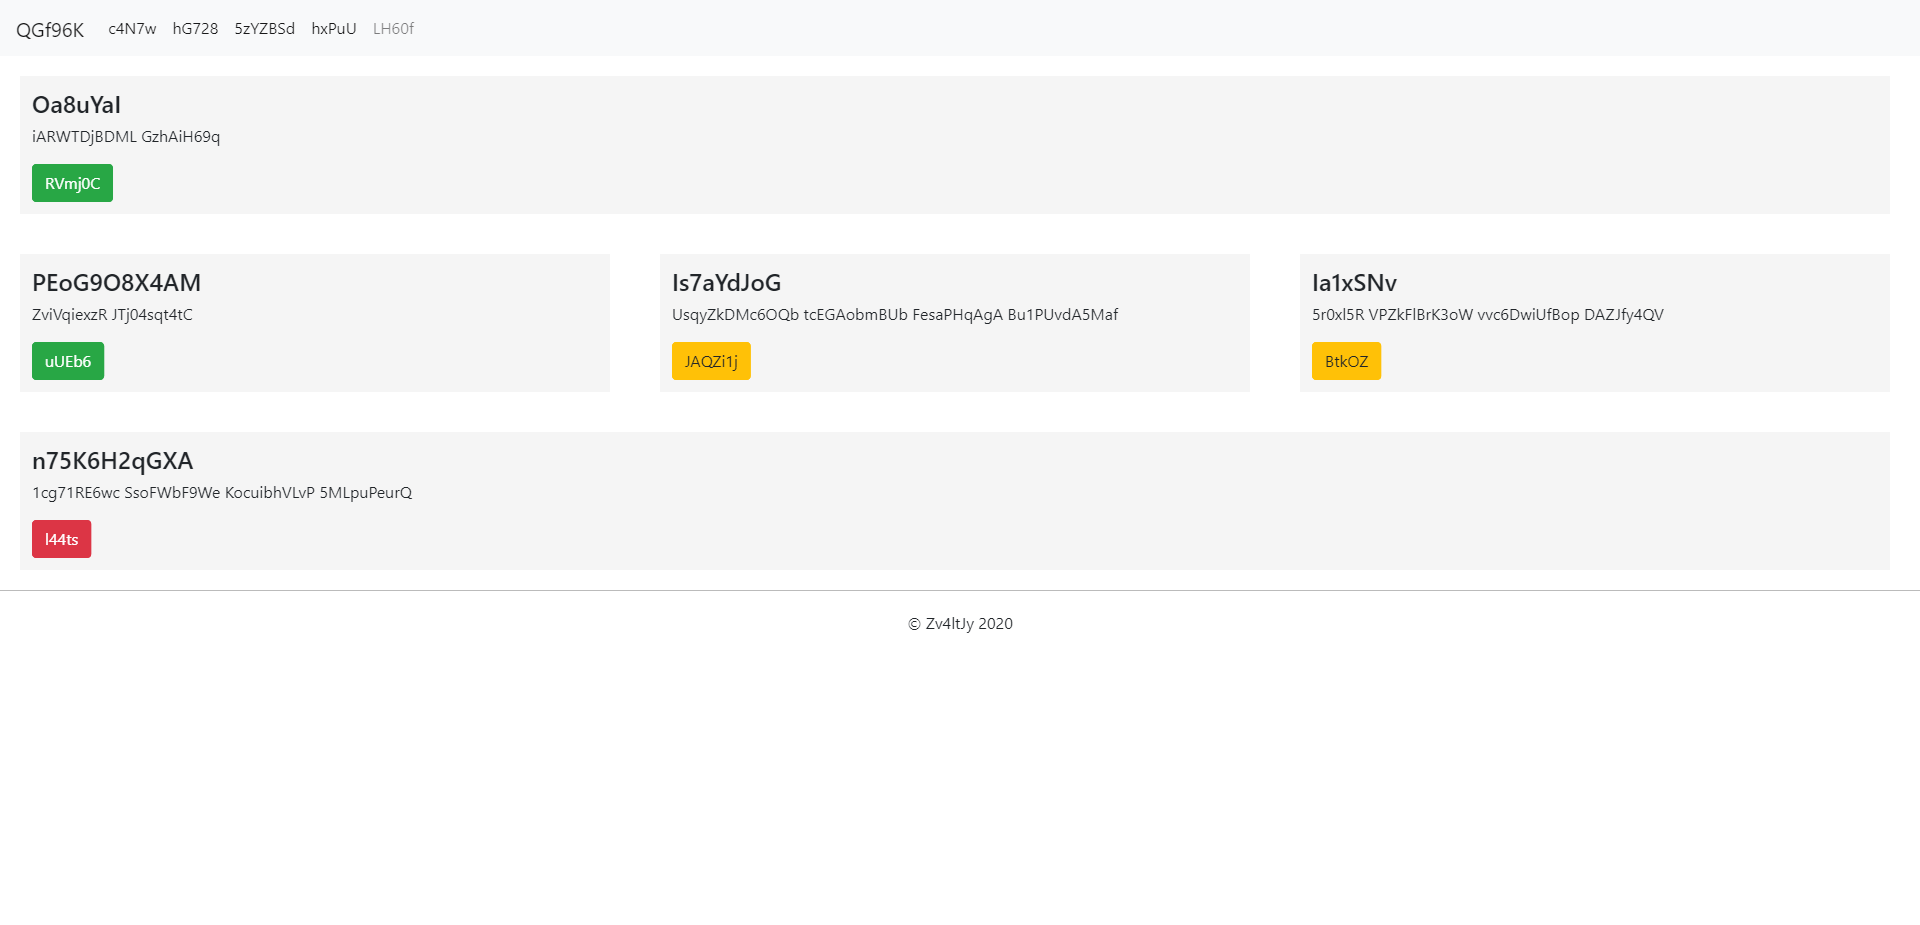 QGf96K c4N7w hG728 5zYZBSd hxPuU LH60f
Oa8uYaI
iARWTDjBDML GzhAiH69q
RVmj0C
PEoG9O8X4AM
ZviVqiexzR JTj04sqt4tC
uUEb6
Is7aYdJoG
UsqyZkDMc6OQb tcEGAobmBUb FesaPHqAgA Bu1PUvdA5Maf
JAQZi1j
Ia1xSNv
5r0xl5R VPZkFlBrK3oW vvc6DwiUfBop DAZJfy4QV
BtkOZ
n75K6H2qGXA
1cg71RE6wc SsoFWbF9We KocuibhVLvP 5MLpuPeurQ
l44ts
© Zv4ltJy 2020